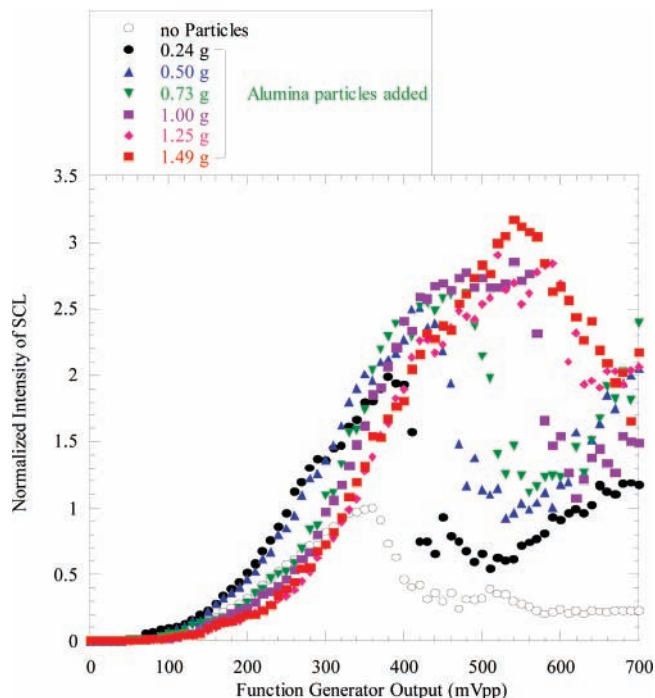 no Particles
0.24 g
0.50 g
0.73 g
1.00 g
1.25 g
1.49 g
Alumina particles added
3.5
3
2.5
2
1.5
1
0.5
0
Normalized Intensity of SCL
0 100 200 300 400 500 600 700
Function Generator Output (mVpp)